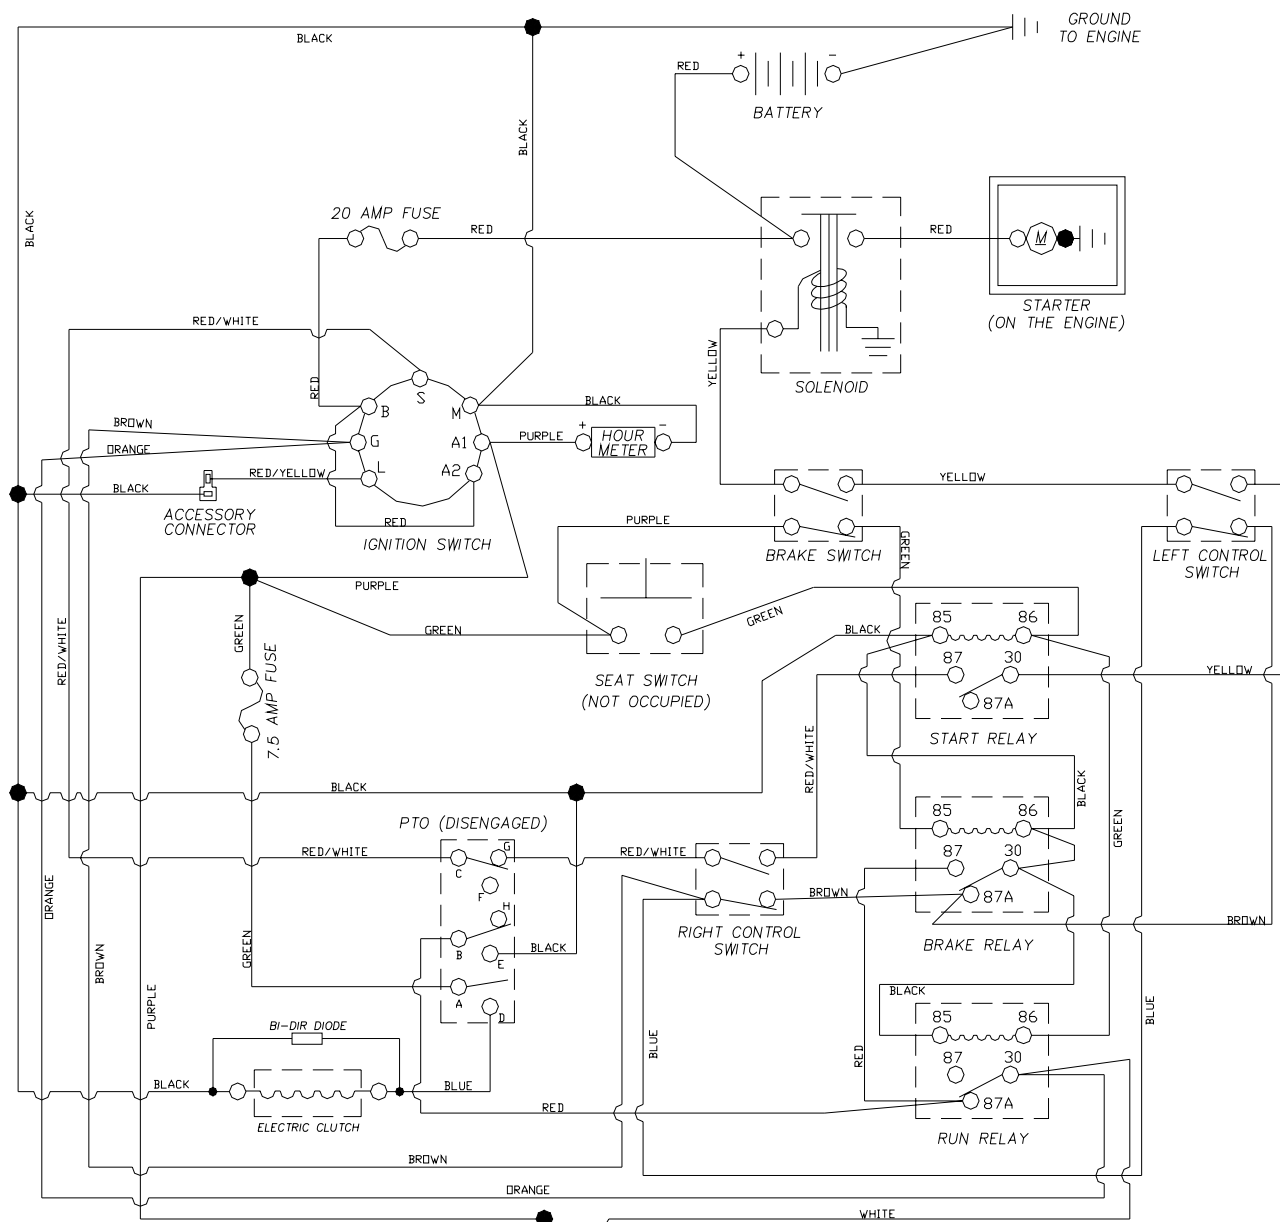 GROUND
TO ENGINE
BLACK
RED
+
−
BATTERY
BLACK
BLACK
20 AMP FUSE
RED
RED
M
STARTER
(ON THE ENGINE)
RED/WHITE
YELLOW
SOLENOID
RED
S
B
M
BLACK
BROWN
G
A1
PURPLE
+
HOUR
METER
−
ORANGE
L
A2
RED/YELLOW
BLACK
YELLOW
ACCESSORY
CONNECTOR
RED
IGNITION SWITCH
PURPLE
BRAKE SWITCH
GREEN
LEFT CONTROL
SWITCH
PURPLE
GREEN
GREEN
GREEN
BLACK
85
86
RED/WHITE
7.5 AMP FUSE
SEAT SWITCH
(NOT OCCUPIED)
87
30
YELLOW
87A
START RELAY
RED/WHITE
BLACK
BLACK
GREEN
PTO (DISENGAGED)
85
86
RED/WHITE
G
RED/WHITE
C
87
30
F
BROWN
87A
ORANGE
H
RIGHT CONTROL
SWITCH
BRAKE RELAY
BROWN
B
BLACK
E
GREEN
BROWN
A
BLACK
PURPLE
D
BLUE
85
86
BLUE
BI-DIR DIODE
RED
87
30
BLACK
BLUE
87A
RED
ELECTRIC CLUTCH
RUN RELAY
BROWN
ORANGE
WHITE